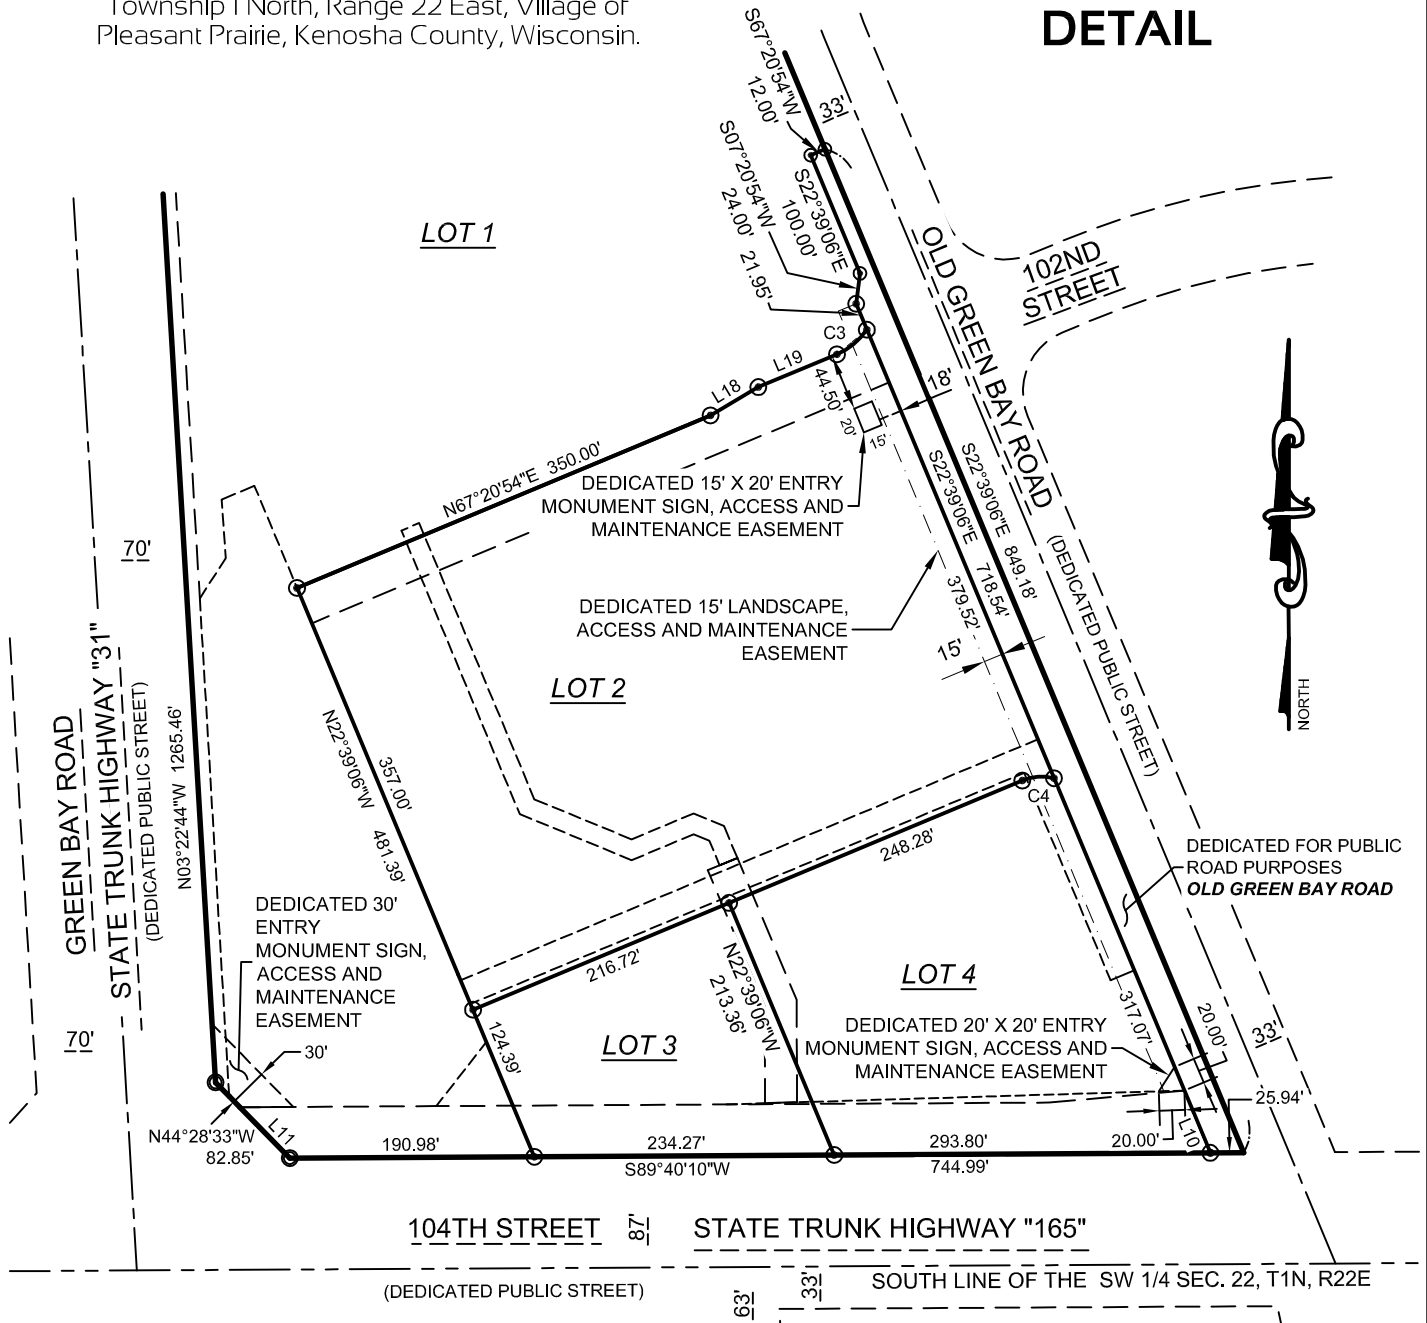 Township 1 North, Range 22 East, Village of
Pleasant Prairie, Kenosha County, Wisconsin.
DETAIL
S67°20'54"W
12.00'
33'
S07°20'54"W
24.00'
S22°39'06"E
100.00'
21.95'
LOT 1
OLD GREEN BAY ROAD
102ND
STREET
C3
L19
L18
44.50'
20'
15'
18'
N67°20'54"E 350.00'
DEDICATED 15' X 20' ENTRY
MONUMENT SIGN, ACCESS AND
MAINTENANCE EASEMENT
S22°39'06"E 718.54'
379.52'
S22°39'06"E 849.18'
(DEDICATED PUBLIC STREET)
70'
DEDICATED 15' LANDSCAPE,
ACCESS AND MAINTENANCE
EASEMENT
15'
LOT 2
NORTH
GREEN BAY ROAD
STATE TRUNK HIGHWAY "31"
(DEDICATED PUBLIC STREET)
N03°22'44"W 1265.46'
357.00'
N22°39'06"W 481.39'
C4
248.28'
DEDICATED FOR PUBLIC
ROAD PURPOSES
OLD GREEN BAY ROAD
DEDICATED 30'
ENTRY
MONUMENT SIGN,
ACCESS AND
MAINTENANCE
EASEMENT
216.72'
N22°39'06"W
213.36'
LOT 4
317.07'
20.00'
33'
70'
30'
124.39'
LOT 3
DEDICATED 20' X 20' ENTRY
MONUMENT SIGN, ACCESS AND
MAINTENANCE EASEMENT
25.94'
N44°28'33"W
82.85'
L11
190.98'
234.27'
S89°40'10"W
293.80'
744.99'
20.00'
L10
104TH STREET
87'
STATE TRUNK HIGHWAY "165"
(DEDICATED PUBLIC STREET)
63'
33'
SOUTH LINE OF THE SW 1/4 SEC. 22, T1N, R22E